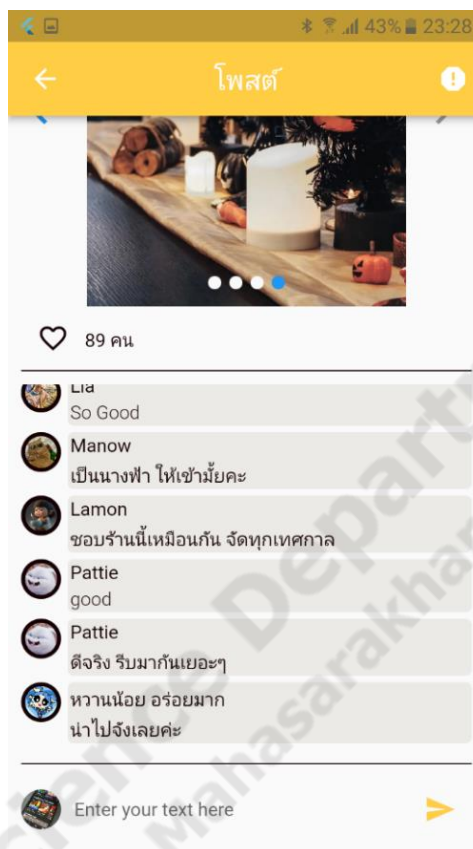 43% 23:28
โพสต์
89 คน
Lia
So Good
Manow
เป็นนางฟ้า ให้เข้ามั้ยคะ
Lamon
ชอบร้านนี้เหมือนกัน จัดทุกเทศกาล
Pattie
good
Pattie
ดีจริง รีบมากันเยอะๆ
หวานน้อย อร่อยมาก
น่าไปจังเลยค่ะ
Enter your text here